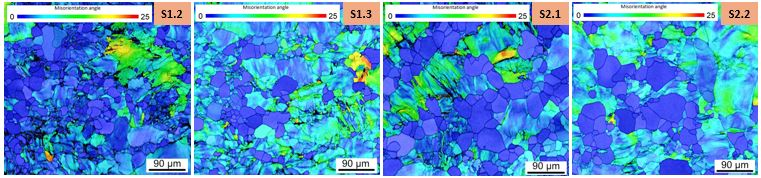 Misorientation angle
0 25 S1.2
90 µm
Misorientation angle
0 25 S1.3
90 µm
Misorientation angle
0 25 S2.1
90 µm
Misorientation angle
0 25 S2.2
90 µm